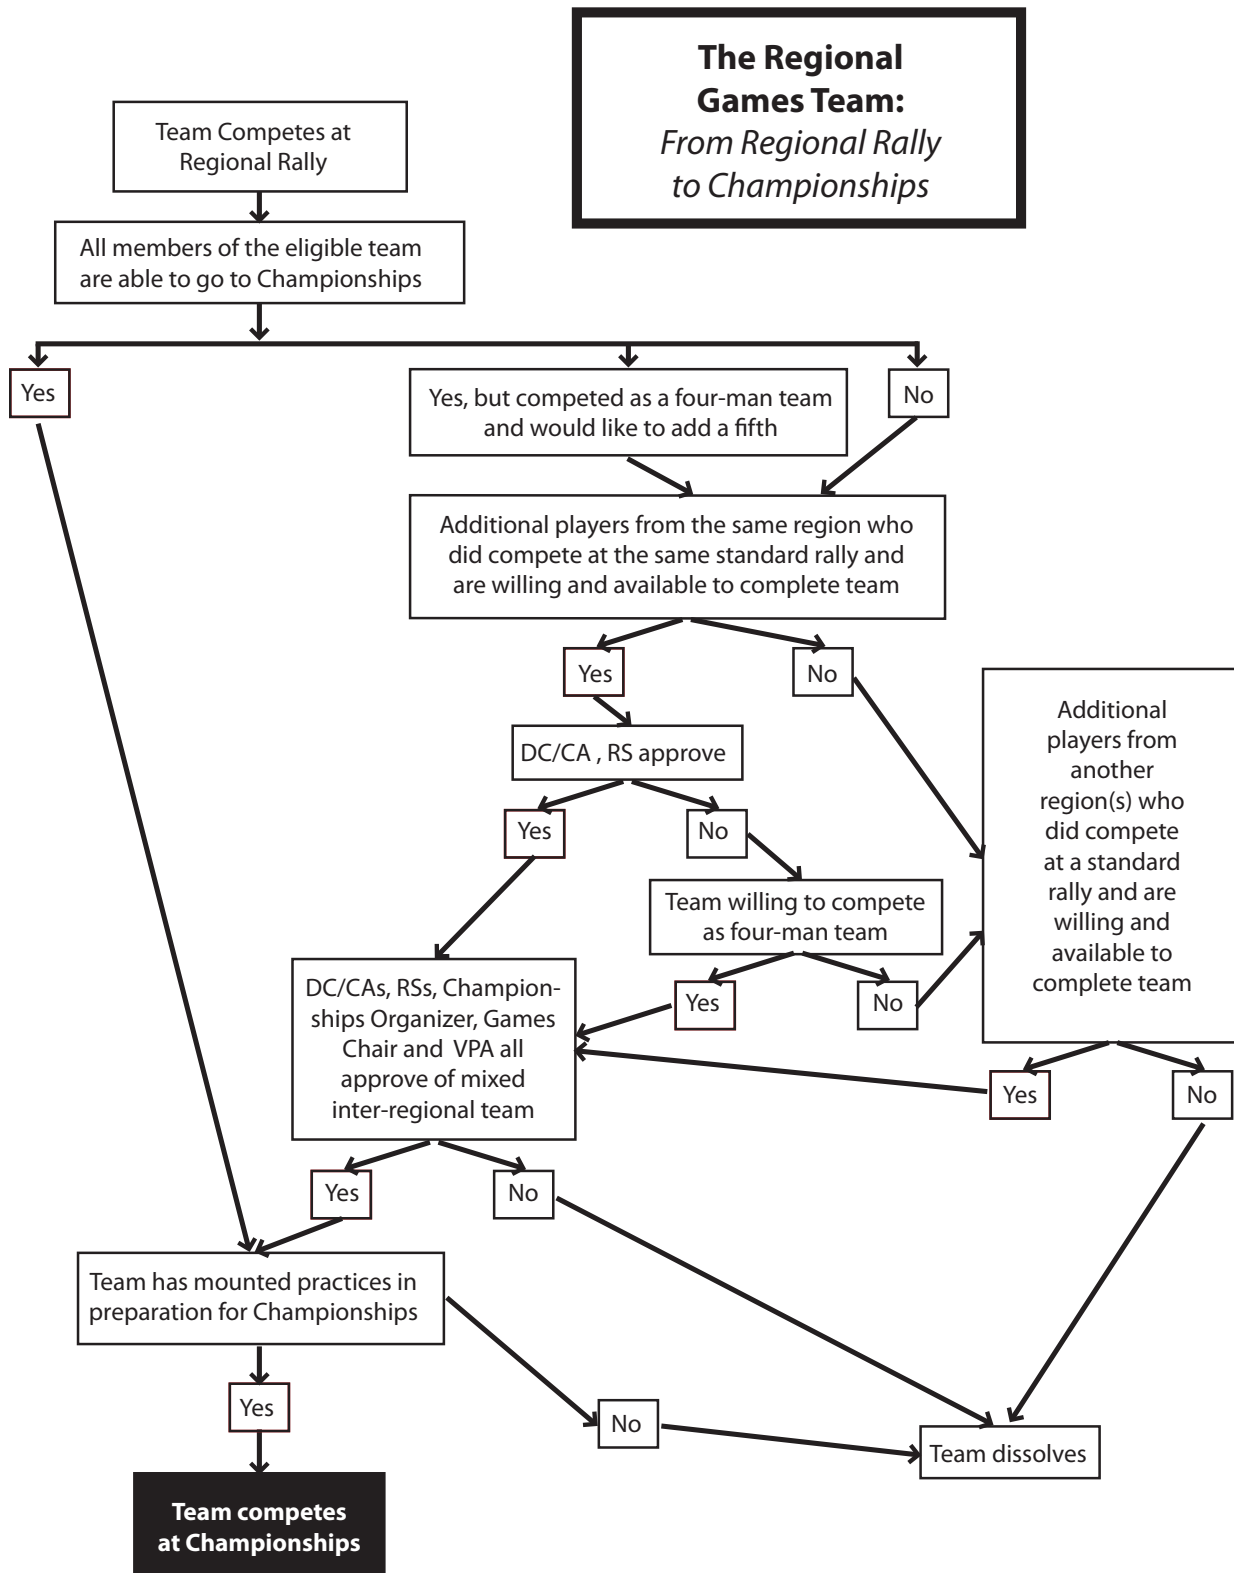 The Regional
Games Team:
From Regional Rally
to Championships
Team Competes at
Regional Rally
All members of the eligible team
are able to go to Championships
Yes
Yes, but competed as a four-man team
and would like to add a fifth
No
Additional players from the same region who
did compete at the same standard rally and
are willing and available to complete team
Yes
No
Additional
players from
another
region(s) who
did compete
at a standard
rally and are
willing and
available to
complete team
DC/CA , RS approve
Yes
No
Team willing to compete
as four-man team
Yes
No
DC/CAs, RSs, Champion-
ships Organizer, Games
Chair and VPA all
approve of mixed
inter-regional team
Yes
No
Yes
No
Team has mounted practices in
preparation for Championships
Yes
No
Team dissolves
Team competes
at Championships